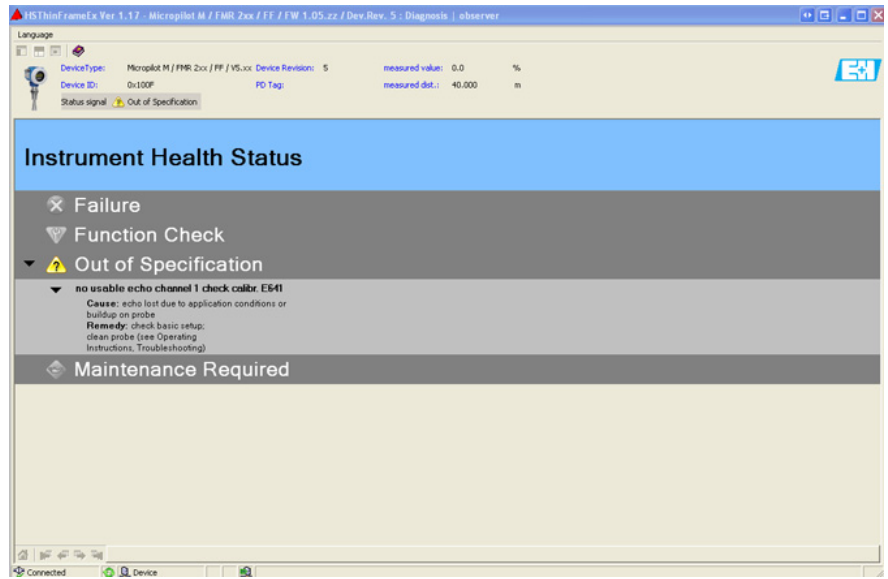 HSThinFrameEx Ver 1.17 - Micropilot M / FMR 2xx / FF / FW 1.05.zz / Dev.Rev. 5 : Diagnosis | observer
Language
DeviceType: Micropilot M / FMR 2xx / FF / V5.xx Device Revision: 5 measured value: 0.0 %
Device ID: 0x100F PD Tag: measured dist.: 40.000 m
Status signal Out of Specification
E+H
Instrument Health Status
Failure
Function Check
Out of Specification
no usable echo channel 1 check calibr. E641
Cause: echo lost due to application conditions or
buildup on probe
Remedy: check basic setup;
clean probe (see Operating
Instructions, Troubleshooting)
Maintenance Required
Connected Device